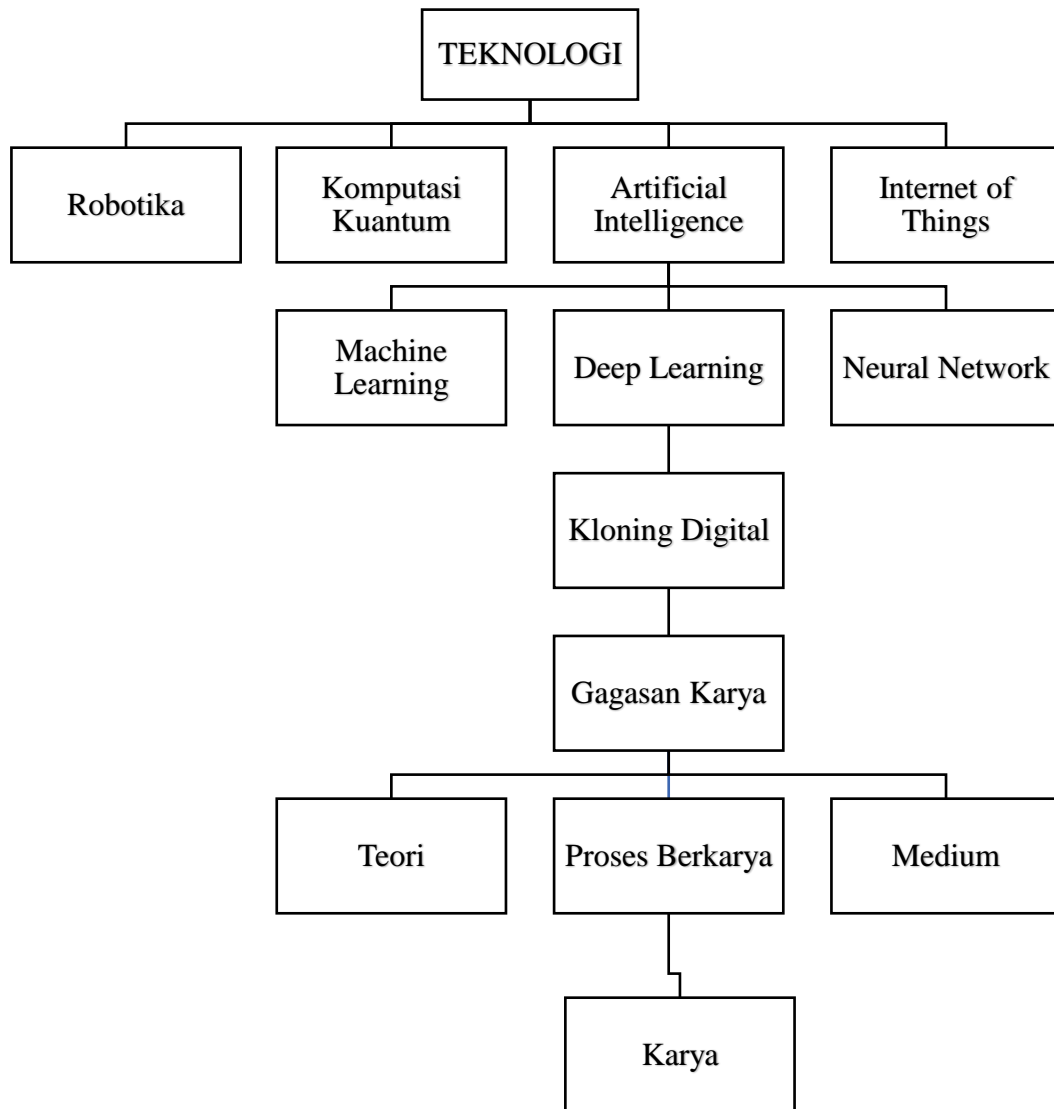 TEKNOLOGI
Robotika
Komputasi
Kuantum
Artificial
Intelligence
Internet of
Things
Machine
Learning
Deep Learning
Neural Network
Kloning Digital
Gagasan Karya
Teori
Proses Berkarya
Medium
Karya